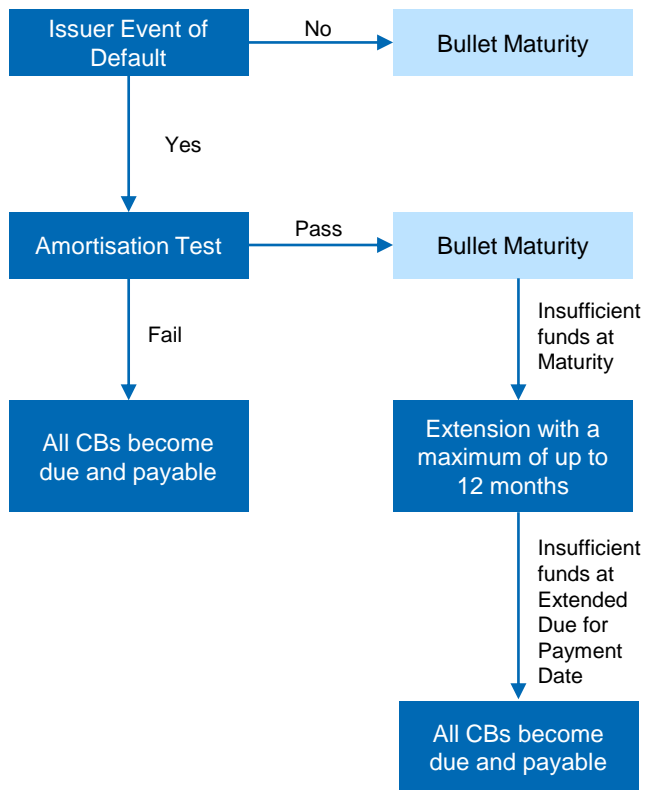 Issuer Event of
Default
No
Bullet Maturity
Yes
Amortisation Test
Pass
Bullet Maturity
Fail
Insufficient
funds at
Maturity
All CBs become
due and payable
Extension with a
maximum of up to
12 months
Insufficient
funds at
Extended
Due for
Payment
Date
All CBs become
due and payable